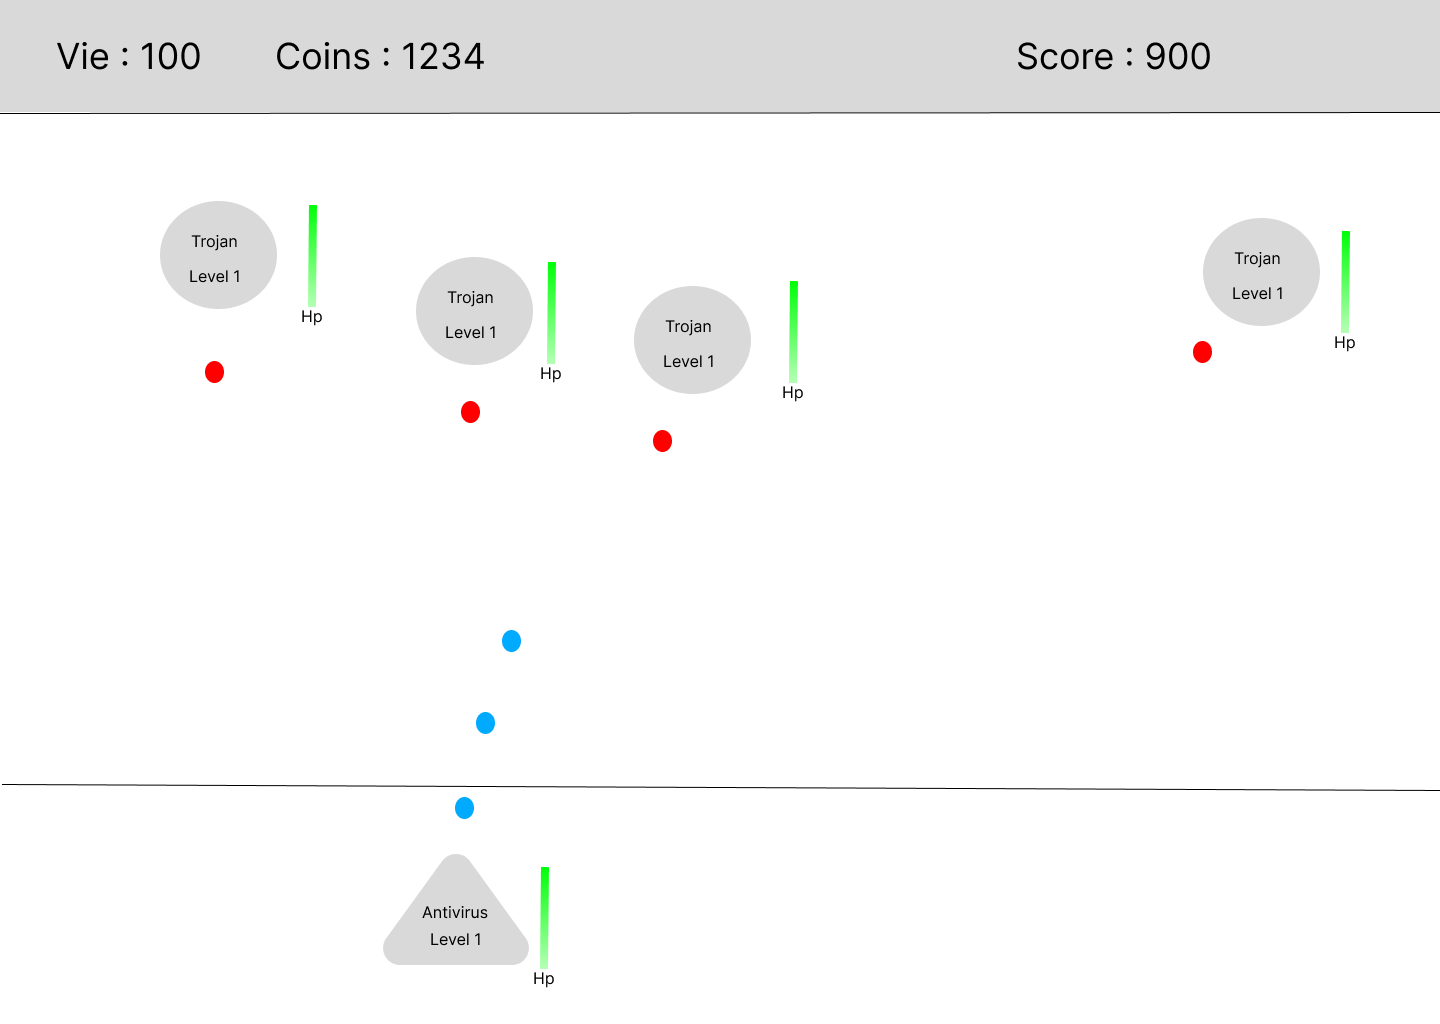 Vie : 100
Coins : 1234
Score : 900
Trojan
Level 1
Hp
Trojan
Level 1
Hp
Trojan
Level 1
Hp
Trojan
Level 1
Hp
Antivirus
Level 1
Hp